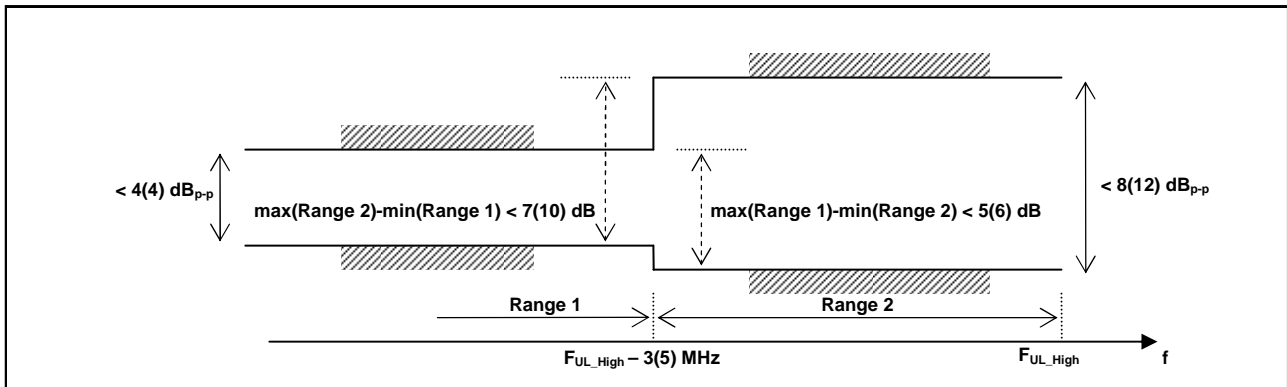 < 4(4) dBp-p
max(Range 2)-min(Range 1) < 7(10) dB
max(Range 1)-min(Range 2) < 5(6) dB
< 8(12) dBp-p
Range 1
Range 2
FUL_High – 3(5) MHz
FUL_High
f